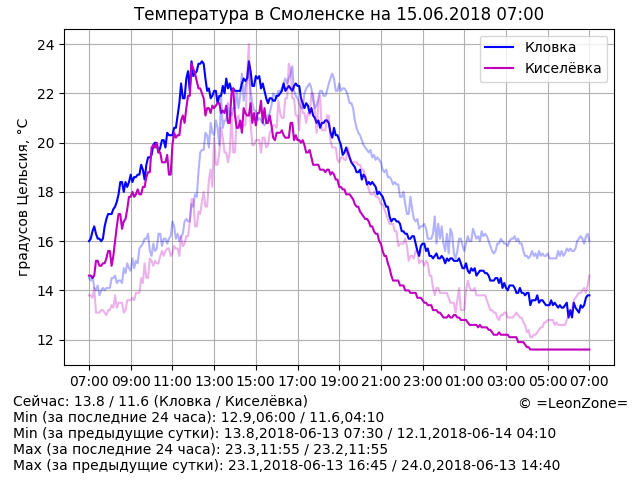 Температура в Смоленске на 15.06.2018 07:00
Кловка
Киселёвка
градусов Цельсия, °C
24
22
20
18
16
14
12
07:00 09:00 11:00 13:00 15:00 17:00 19:00 21:00 23:00 01:00 03:00 05:00 07:00
Сейчас: 13.8 / 11.6 (Кловка / Киселёвка)
© =LeonZone=
Min (за последние 24 часа): 12.9,06:00 / 11.6,04:10
Min (за предыдущие сутки): 13.8,2018-06-13 07:30 / 12.1,2018-06-14 04:10
Max (за последние 24 часа): 23.3,11:55 / 23.2,11:55
Max (за предыдущие сутки): 23.1,2018-06-13 16:45 / 24.0,2018-06-13 14:40